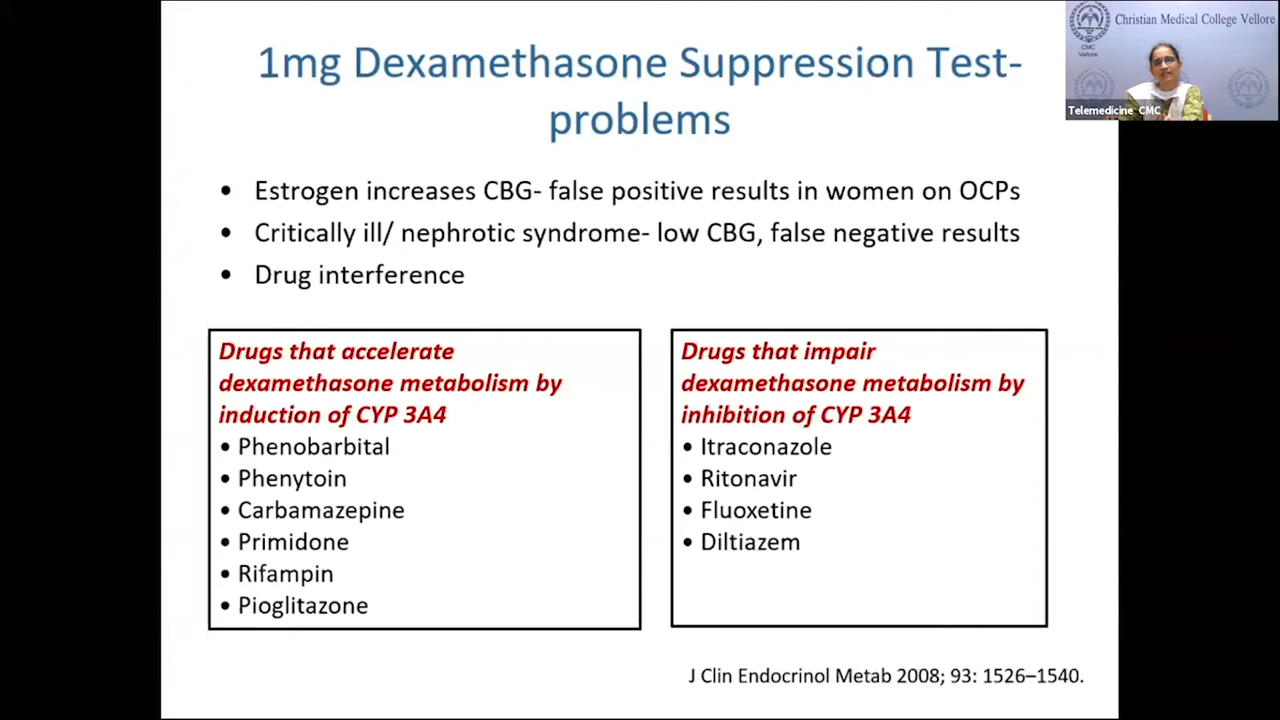 1mg Dexamethasone Suppression Test-
problems
• Estrogen increases CBG- false positive results in women on OCPs
• Critically ill/ nephrotic syndrome- low CBG, false negative results
• Drug interference
Drugs that accelerate
dexamethasone metabolism by
induction of CYP 3A4
• Phenobarbital
• Phenytoin
• Carbamazepine
• Primidone
• Rifampin
• Pioglitazone
Drugs that impair
dexamethasone metabolism by
inhibition of CYP 3A4
• Itraconazole
• Ritonavir
• Fluoxetine
• Diltiazem
J Clin Endocrinol Metab 2008; 93: 1526–1540.
Christian Medical College Vellore
CMC
Vellore
Telemedicine CMC